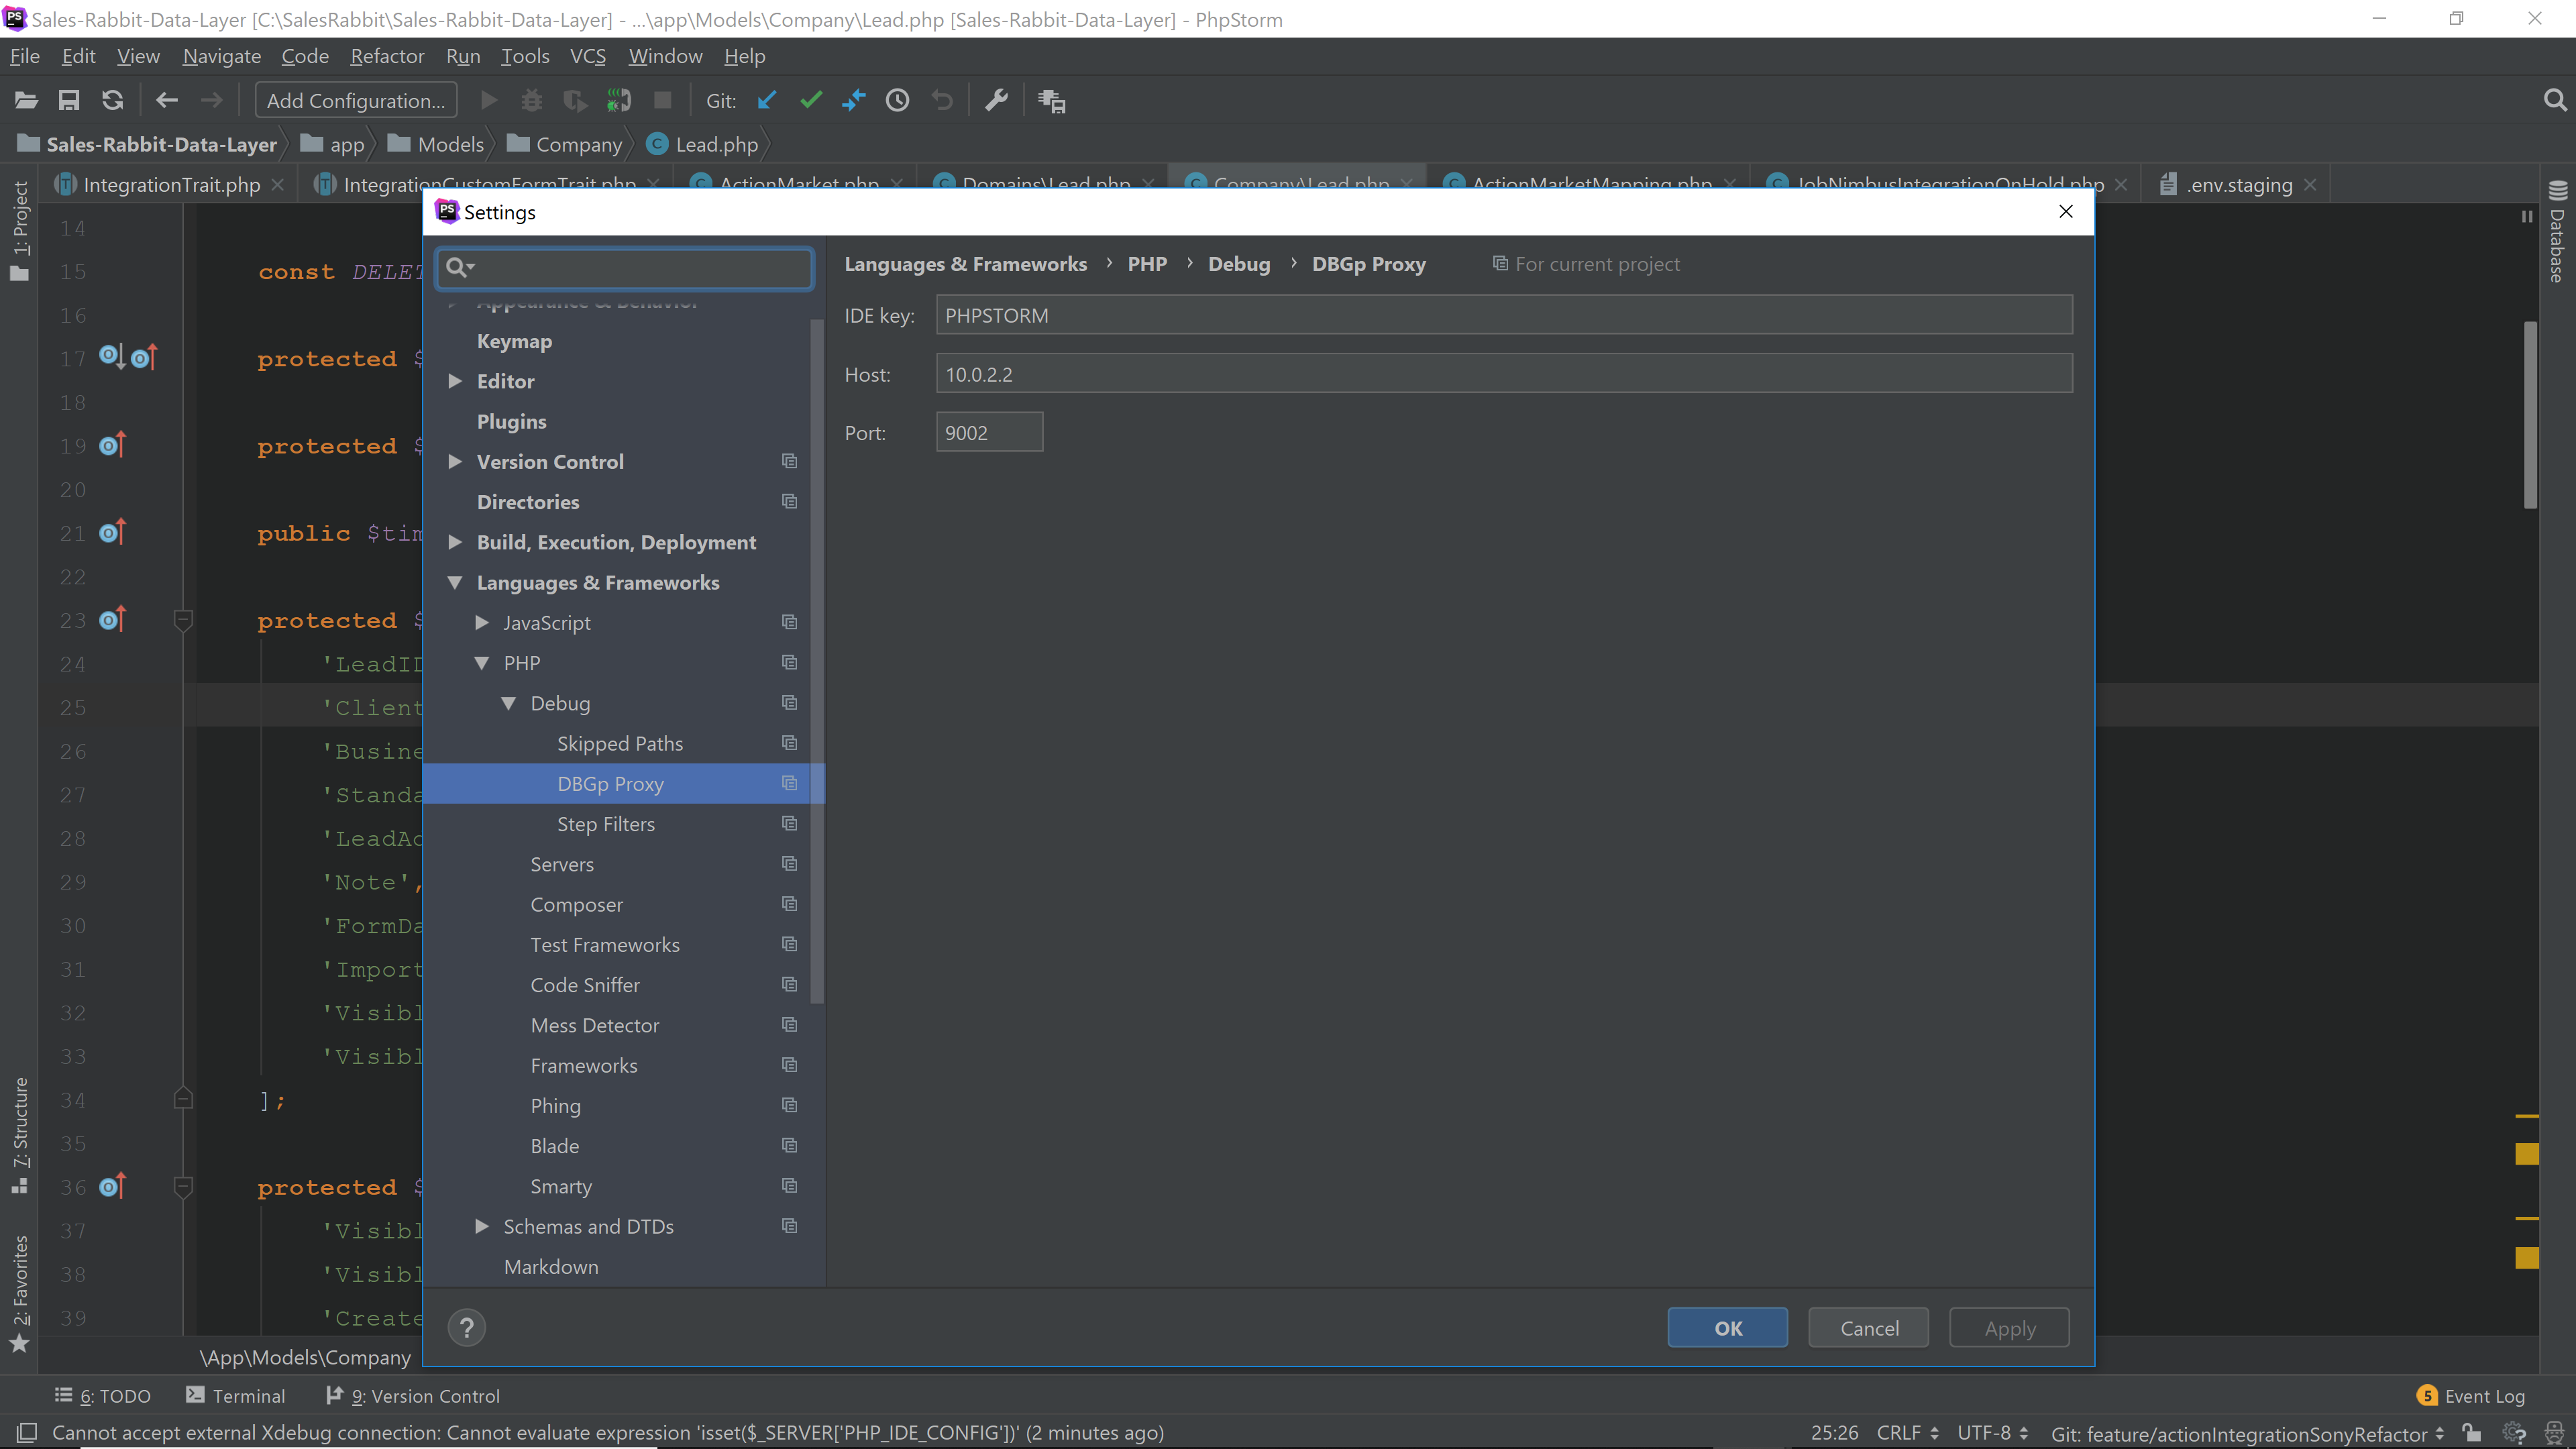 Sales-Rabbit-Data-Layer [C:\SalesRabbit\Sales-Rabbit-Data-Layer] - ...\app\Models\Company\Lead.php [Sales-Rabbit-Data-Layer] - PhpStorm
File Edit View Navigate Code Refactor Run Tools VCS Window Help
Add Configuration... Git:
Sales-Rabbit-Data-Layer app Models Company Lead.php
IntegrationTrait.php IntegrationCustomFormTrait.php ActionMarket.php Domains\Lead.php Company\Lead.php ActionMarketMapping.php JobNimbusIntegrationOnHold.php .env.staging
1: Project
7: Structure
2: Favorites
Database
14
15 const DELET
16
17 protected $
18
19 protected $
20
21 public $tim
22
23 protected $
24 'LeadID
25 'Client
26 'Busine
27 'Standa
28 'LeadAd
29 'Note',
30 'FormDa
31 'Import
32 'Visibl
33 'Visibl
34 ];
35
36 protected $
37 'Visibl
38 'Visibl
39 'Create
\App\Models\Company
Settings
Appearance & Behavior
Keymap
Editor
Plugins
Version Control
Directories
Build, Execution, Deployment
Languages & Frameworks
JavaScript
PHP
Debug
Skipped Paths
DBGp Proxy
Step Filters
Servers
Composer
Test Frameworks
Code Sniffer
Mess Detector
Frameworks
Phing
Blade
Smarty
Schemas and DTDs
Markdown
Languages & Frameworks › PHP › Debug › DBGp Proxy For current project
IDE key: PHPSTORM
Host: 10.0.2.2
Port: 9002
? OK Cancel Apply
6: TODO Terminal 9: Version Control 5 Event Log
Cannot accept external Xdebug connection: Cannot evaluate expression 'isset($_SERVER['PHP_IDE_CONFIG'])' (2 minutes ago) 25:26 CRLF UTF-8 Git: feature/actionIntegrationSonyRefactor